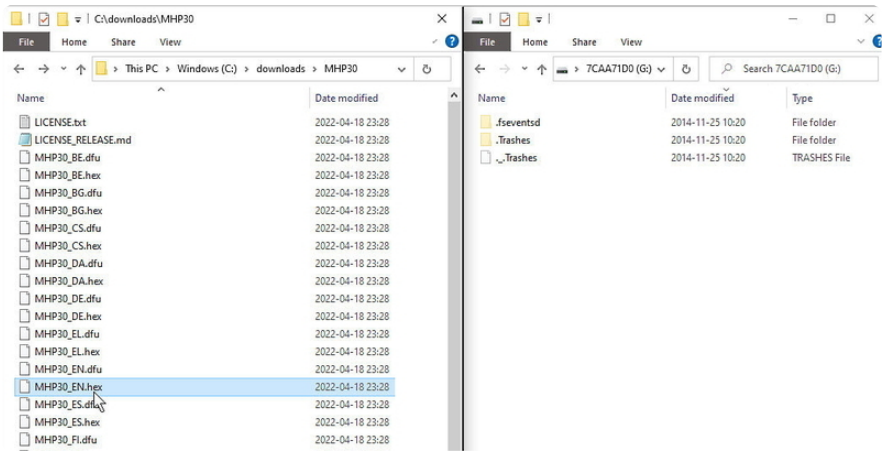 C:\downloads\MHP30
File Home Share View
This PC > Windows (C:) > downloads > MHP30
Name Date modified
LICENSE.txt 2022-04-18 23:28
LICENSE_RELEASE.md 2022-04-18 23:28
MHP30_BE.dfu 2022-04-18 23:28
MHP30_BE.hex 2022-04-18 23:28
MHP30_BG.dfu 2022-04-18 23:28
MHP30_BG.hex 2022-04-18 23:28
MHP30_CS.dfu 2022-04-18 23:28
MHP30_CS.hex 2022-04-18 23:28
MHP30_DA.dfu 2022-04-18 23:28
MHP30_DA.hex 2022-04-18 23:28
MHP30_DE.dfu 2022-04-18 23:28
MHP30_DE.hex 2022-04-18 23:28
MHP30_EL.dfu 2022-04-18 23:28
MHP30_EL.hex 2022-04-18 23:28
MHP30_EN.dfu 2022-04-18 23:28
MHP30_EN.hex 2022-04-18 23:28
MHP30_ES.dfu 2022-04-18 23:28
MHP30_ES.hex 2022-04-18 23:28
MHP30_FI.dfu 2022-04-18 23:28
File Home Share View
7CAA71D0 (G:) Search 7CAA71D0 (G:)
Name Date modified Type
.fseventsd 2014-11-25 10:20 File folder
.Trashes 2014-11-25 10:20 File folder
._.Trashes 2014-11-25 10:20 TRASHES File